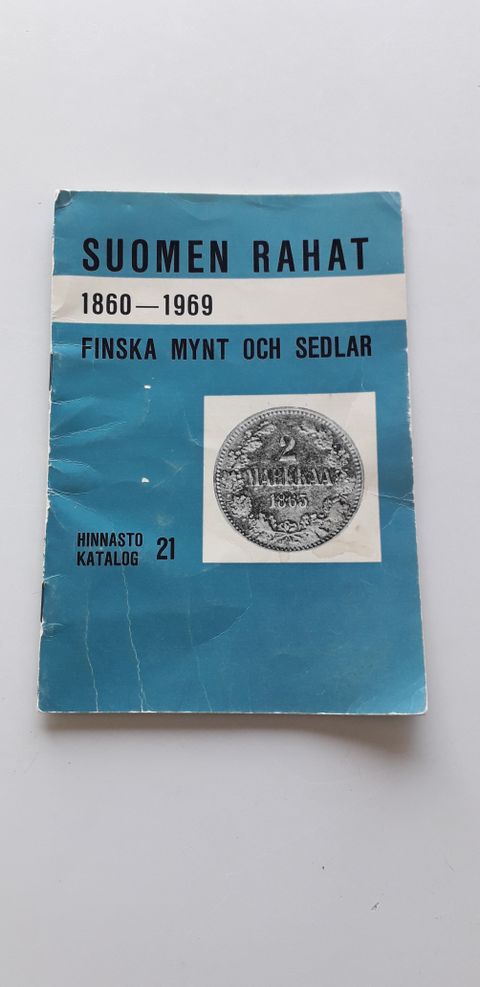 SUOMEN RAHAT
1860—1969
FINSKA MYNT OCH SEDLAR
2
MARKKAA
1865
HINNASTO
KATALOG 21